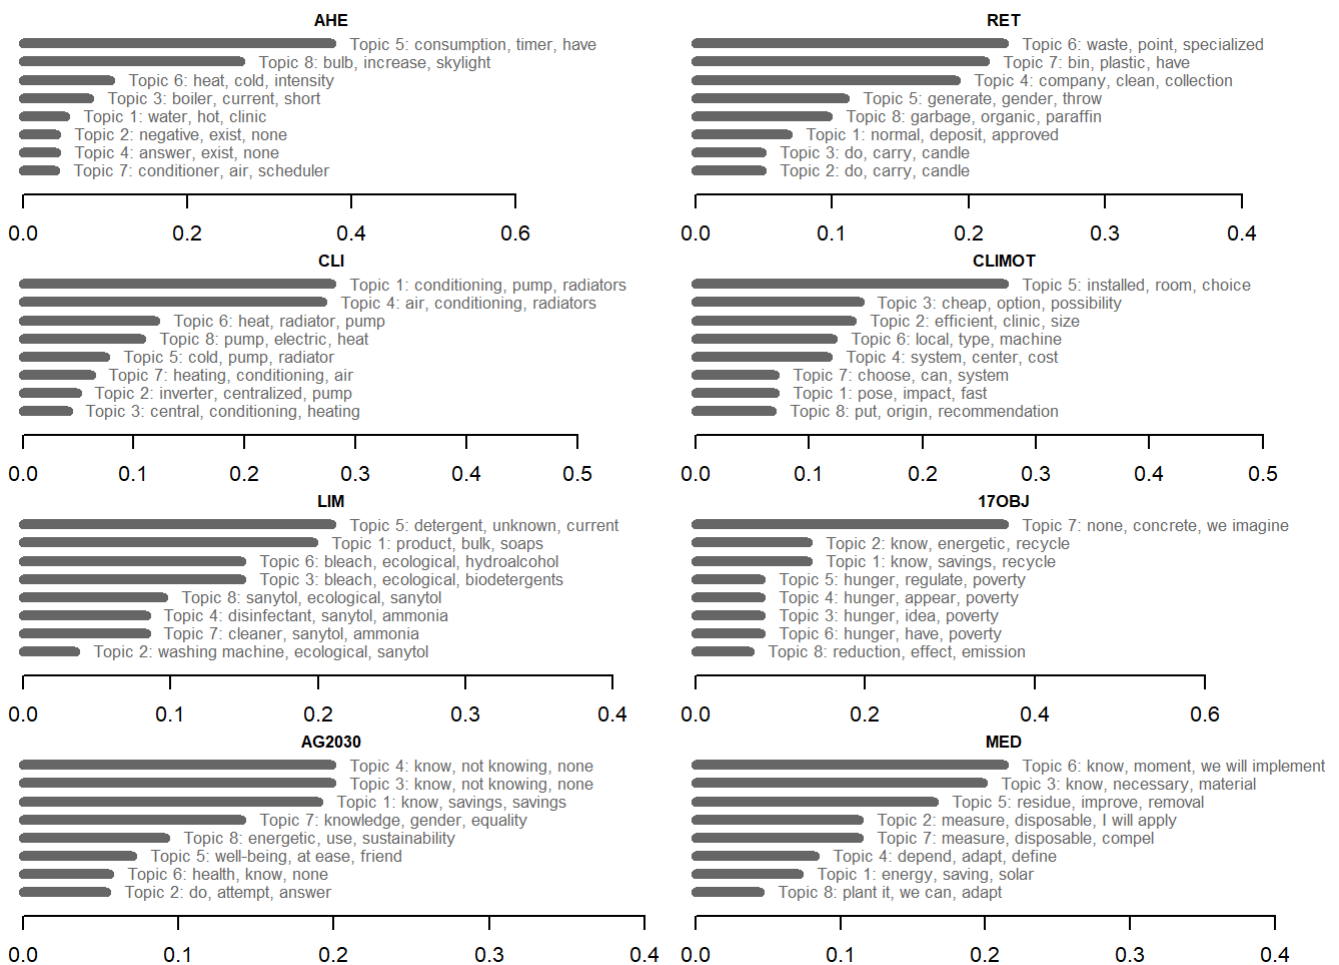 AHE
Topic 5: consumption, timer, have
Topic 8: bulb, increase, skylight
Topic 6: heat, cold, intensity
Topic 3: boiler, current, short
Topic 1: water, hot, clinic
Topic 2: negative, exist, none
Topic 4: answer, exist, none
Topic 7: conditioner, air, scheduler
0.0 0.2 0.4 0.6
RET
Topic 6: waste, point, specialized
Topic 7: bin, plastic, have
Topic 4: company, clean, collection
Topic 5: generate, gender, throw
Topic 8: garbage, organic, paraffin
Topic 1: normal, deposit, approved
Topic 3: do, carry, candle
Topic 2: do, carry, candle
0.0 0.1 0.2 0.3 0.4
CLI
Topic 1: conditioning, pump, radiators
Topic 4: air, conditioning, radiators
Topic 6: heat, radiator, pump
Topic 8: pump, electric, heat
Topic 5: cold, pump, radiator
Topic 7: heating, conditioning, air
Topic 2: inverter, centralized, pump
Topic 3: central, conditioning, heating
0.0 0.1 0.2 0.3 0.4 0.5
CLIMOT
Topic 5: installed, room, choice
Topic 3: cheap, option, possibility
Topic 2: efficient, clinic, size
Topic 6: local, type, machine
Topic 4: system, center, cost
Topic 7: choose, can, system
Topic 1: pose, impact, fast
Topic 8: put, origin, recommendation
0.0 0.1 0.2 0.3 0.4 0.5
LIM
Topic 5: detergent, unknown, current
Topic 1: product, bulk, soaps
Topic 6: bleach, ecological, hydroalcohol
Topic 3: bleach, ecological, biodetergents
Topic 8: sanytol, ecological, sanytol
Topic 4: disinfectant, sanytol, ammonia
Topic 7: cleaner, sanytol, ammonia
Topic 2: washing machine, ecological, sanytol
0.0 0.1 0.2 0.3 0.4
17OBJ
Topic 7: none, concrete, we imagine
Topic 2: know, energetic, recycle
Topic 1: know, savings, recycle
Topic 5: hunger, regulate, poverty
Topic 4: hunger, appear, poverty
Topic 3: hunger, idea, poverty
Topic 6: hunger, have, poverty
Topic 8: reduction, effect, emission
0.0 0.2 0.4 0.6
AG2030
Topic 4: know, not knowing, none
Topic 3: know, not knowing, none
Topic 1: know, savings, savings
Topic 7: knowledge, gender, equality
Topic 8: energetic, use, sustainability
Topic 5: well-being, at ease, friend
Topic 6: health, know, none
Topic 2: do, attempt, answer
0.0 0.1 0.2 0.3 0.4
MED
Topic 6: know, moment, we will implement
Topic 3: know, necessary, material
Topic 5: residue, improve, removal
Topic 2: measure, disposable, I will apply
Topic 7: measure, disposable, compel
Topic 4: depend, adapt, define
Topic 1: energy, saving, solar
Topic 8: plant it, we can, adapt
0.0 0.1 0.2 0.3 0.4